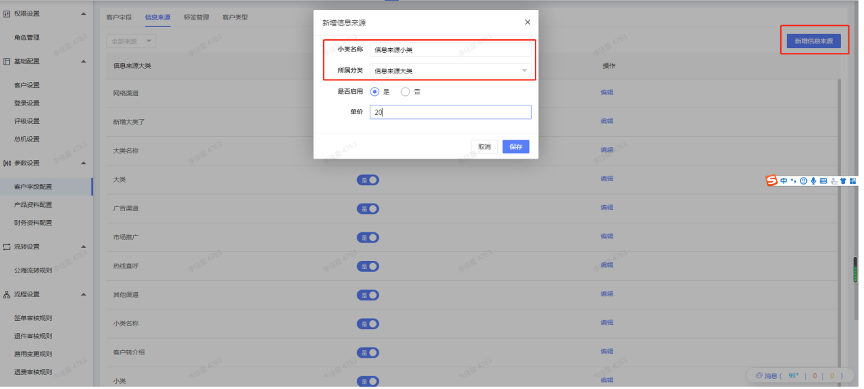 权限设置
角色管理
基础配置
客户设置
登录设置
评级设置
总机设置
参数设置
客户字段配置
产品资料配置
财务资料配置
流转设置
公海流转规则
流程设置
签单审核规则
退件审核规则
费用变更规则
退费审核规则
客户字段 信息来源 标签管理 客户类型
全部来源
新增信息来源
信息来源大类 操作
网络渠道 编辑
新增大类了 编辑
大类名称 编辑
大类 是 编辑
广告渠道 是 编辑
市场推广 是 编辑
热线直呼 是 编辑
其他渠道 是 编辑
小类名称 是 编辑
客户转介绍 是 编辑
小类 是 编辑
新增信息来源 ×
小类名称 信息来源小类
所属分类 信息来源大类
是否启用 是 否
单价 20
取消 保存
中
消息 [ 99+ | 0 | 0 ]